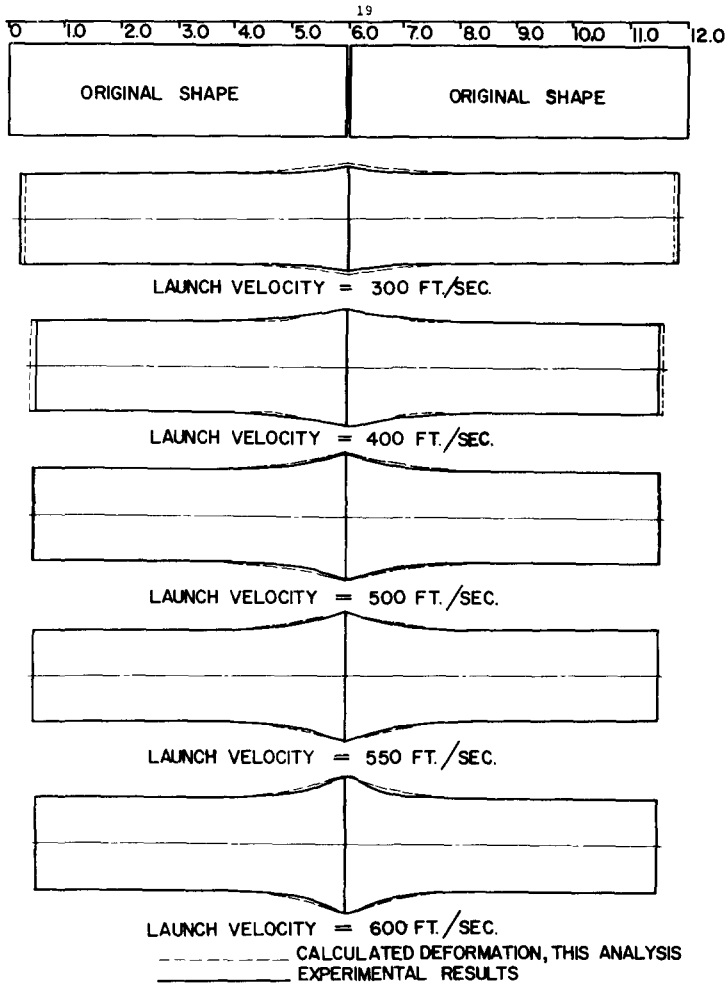 19
0 1.0 2.0 3.0 4.0 5.0 6.0 7.0 8.0 9.0 10.0 11.0 12.0
ORIGINAL SHAPE ORIGINAL SHAPE
LAUNCH VELOCITY = 300 FT./SEC.
LAUNCH VELOCITY = 400 FT./SEC.
LAUNCH VELOCITY = 500 FT./SEC.
LAUNCH VELOCITY = 550 FT./SEC.
LAUNCH VELOCITY = 600 FT./SEC.
CALCULATED DEFORMATION, THIS ANALYSIS
EXPERIMENTAL RESULTS